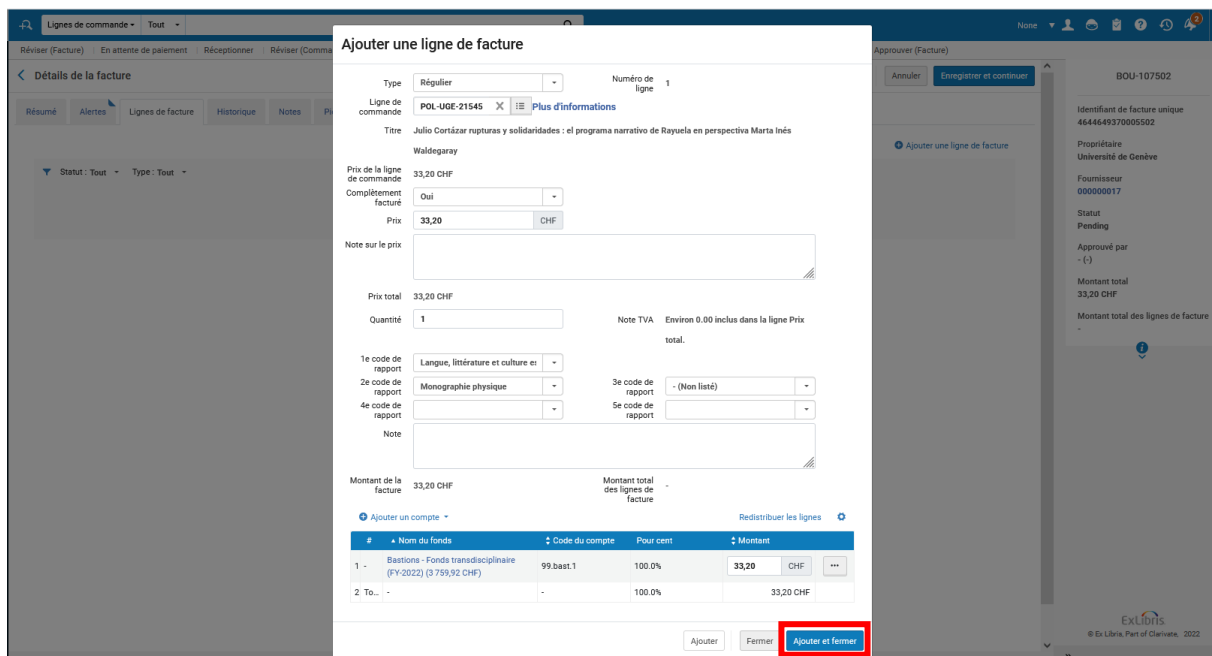 Lignes de commande Tout
None
2
Réviser (Facture) En attente de paiement Réceptionner Réviser (Comma
Approuver (Facture)
Détails de la facture
Annuler Enregistrer et continuer
Résumé Alertes Lignes de facture Historique Notes
Ajouter une ligne de facture
Statut : Tout Type : Tout
Ajouter une ligne de facture
Type Régulier Numéro de ligne 1
Ligne de commande POL-UGE-21545 Plus d'informations
Titre Julio Cortázar rupturas y solidaridades : el programa narrativo de Rayuela en perspectiva Marta Inés
Waldegaray
Prix de la ligne de commande 33,20 CHF
Complètement facturé Oui
Prix 33,20 CHF
Note sur le prix
Prix total 33,20 CHF
Quantité 1 Note TVA Environ 0.00 inclus dans la ligne Prix
total.
1e code de rapport Langue, littérature et culture e
2e code de rapport Monographie physique 3e code de rapport - (Non listé)
4e code de rapport 5e code de rapport
Note
Montant de la facture 33,20 CHF Montant total des lignes de facture -
Ajouter un compte Redistribuer les lignes
# Nom du fonds Code du compte Pour cent Montant
1 - Bastions - Fonds transdisciplinaire (FY-2022) (3 759,92 CHF) 99.bast.1 100.0% 33,20 CHF
2 To... - - 100.0% 33,20 CHF
Ajouter Fermer Ajouter et fermer
BOU-107502
Identifiant de facture unique
4644649370005502
Propriétaire
Université de Genève
Fournisseur
000000017
Statut
Pending
Approuvé par
- (-)
Montant total
33,20 CHF
Montant total des lignes de facture
-
ExLibris
© Ex Libris, Part of Clarivate, 2022